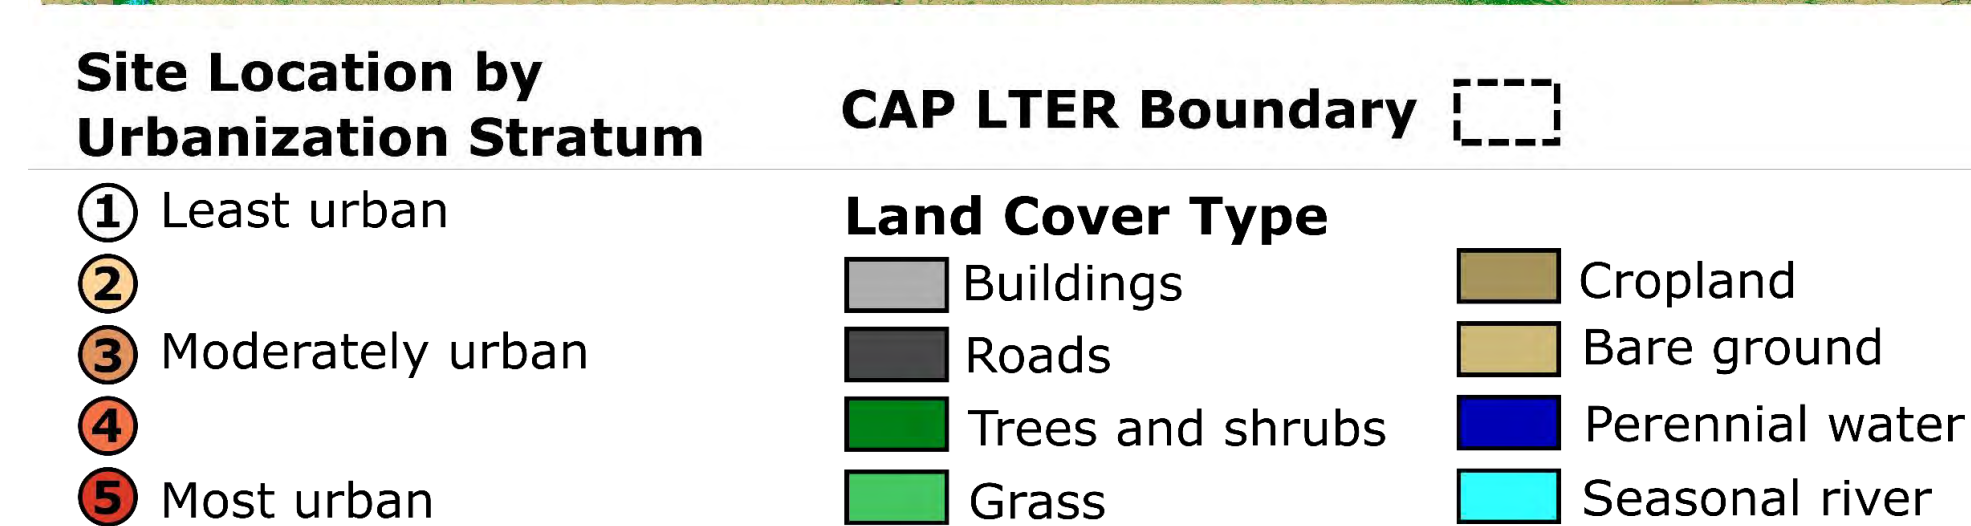 Site Location by
Urbanization Stratum
1 Least urban
2
3 Moderately urban
4
5 Most urban
CAP LTER Boundary
Land Cover Type
Buildings
Roads
Trees and shrubs
Grass
Cropland
Bare ground
Perennial water
Seasonal river